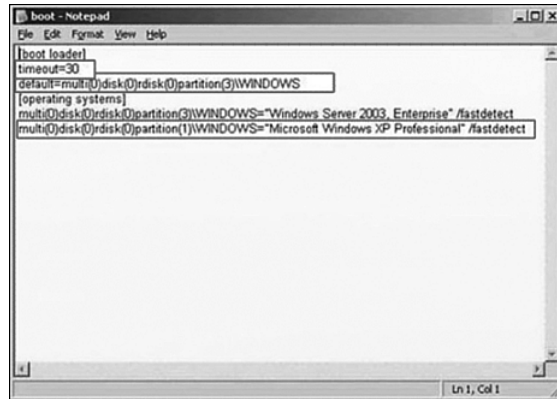 boot - Notepad
File Edit Format View Help
[boot loader]
timeout=30
default=multi(0)disk(0)rdisk(0)partition(3)\WINDOWS
[operating systems]
multi(0)disk(0)rdisk(0)partition(3)\WINDOWS="Windows Server 2003, Enterprise" /fastdetect
multi(0)disk(0)rdisk(0)partition(1)\WINDOWS="Microsoft Windows XP Professional" /fastdetect
Ln 1, Col 1